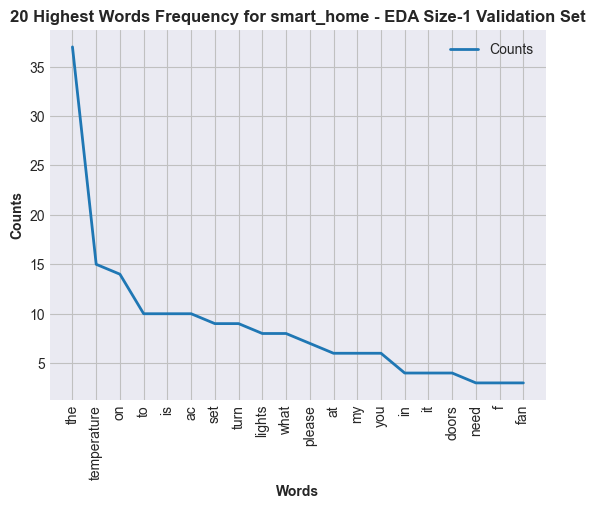 20 Highest Words Frequency for smart_home - EDA Size-1 Validation Set
Counts
35
30
25
20
15
10
5
Counts
the
temperature
on
to
is
ac
set
turn
lights
what
please
at
my
you
in
it
doors
need
f
fan
Words